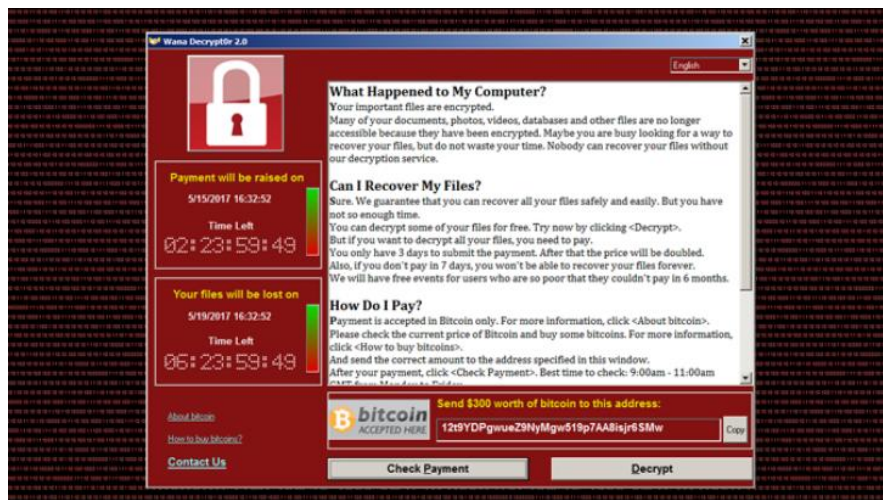 Wana Decrypt0r 2.0
English
What Happened to My Computer?
Your important files are encrypted.
Many of your documents, photos, videos, databases and other files are no longer
accessible because they have been encrypted. Maybe you are busy looking for a way to
recover your files, but do not waste your time. Nobody can recover your files without
our decryption service.
Can I Recover My Files?
Sure. We guarantee that you can recover all your files safely and easily. But you have
not so enough time.
You can decrypt some of your files for free. Try now by clicking <Decrypt>.
But if you want to decrypt all your files, you need to pay.
You only have 3 days to submit the payment. After that the price will be doubled.
Also, if you don't pay in 7 days, you won't be able to recover your files forever.
We will have free events for users who are so poor that they couldn't pay in 6 months.
How Do I Pay?
Payment is accepted in Bitcoin only. For more information, click <About bitcoin>.
Please check the current price of Bitcoin and buy some bitcoins. For more information,
click <How to buy bitcoins>.
And send the correct amount to the address specified in this window.
After your payment, click <Check Payment>. Best time to check: 9:00am - 11:00am
GMT from Monday to Friday.
Payment will be raised on
5/15/2017 16:32:52
Time Left
02:23:59:49
Your files will be lost on
5/19/2017 16:32:52
Time Left
06:23:59:49
About bitcoin
How to buy bitcoins?
Contact Us
bitcoin
ACCEPTED HERE
Send $300 worth of bitcoin to this address:
12t9YDPgwueZ9NyMgw519p7AA8isjr6SMw
Copy
Check Payment
Decrypt